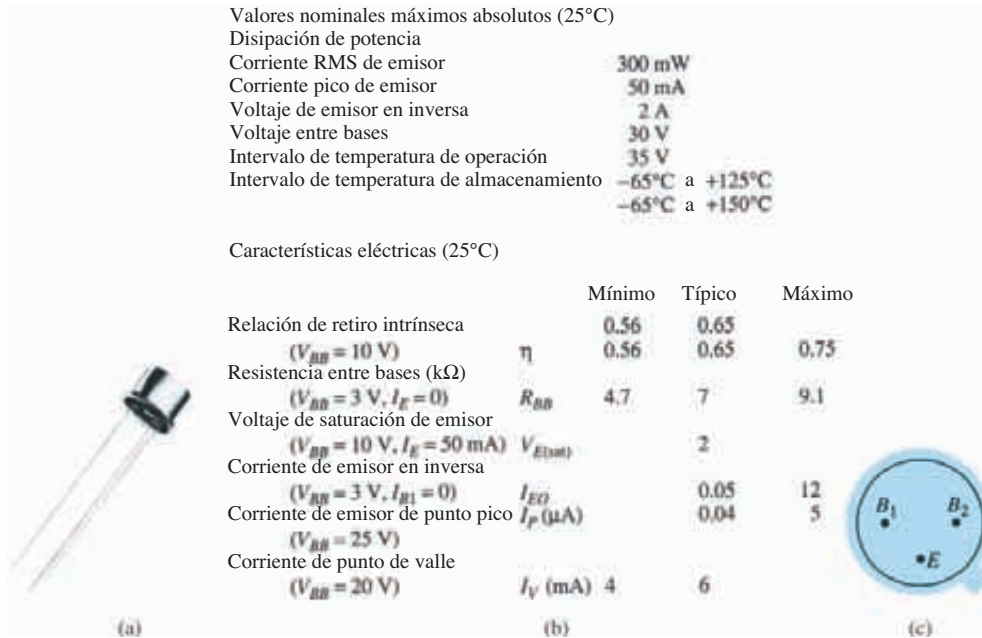 Valores nominales máximos absolutos (25°C)
Disipación de potencia
Corriente RMS de emisor 300 mW
Corriente pico de emisor 50 mA
Voltaje de emisor en inversa 2 A
Voltaje entre bases 30 V
Intervalo de temperatura de operación 35 V
Intervalo de temperatura de almacenamiento –65°C a +125°C
–65°C a +150°C
Características eléctricas (25°C)
Mínimo Típico Máximo
Relación de retiro intrínseca 0.56 0.65
(V_BB = 10 V) η 0.56 0.65 0.75
Resistencia entre bases (kΩ)
(V_BB = 3 V, I_E = 0) R_BB 4.7 7 9.1
Voltaje de saturación de emisor
(V_BB = 10 V, I_E = 50 mA) V_E(sat) 2
Corriente de emisor en inversa
(V_BB = 3 V, I_B1 = 0) I_EO 0.05 12
Corriente de emisor de punto pico I_P (μA) 0.04 5
(V_BB = 25 V)
Corriente de punto de valle
(V_BB = 20 V) I_V (mA) 4 6
B1 B2
E
(a) (b) (c)